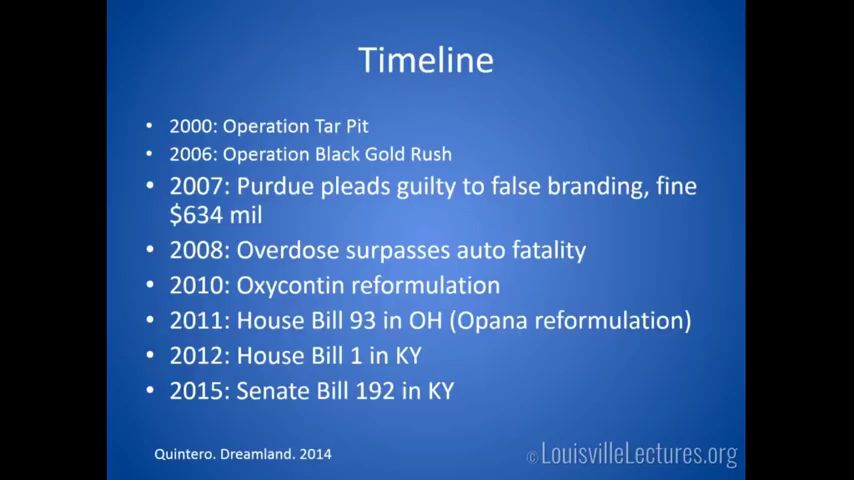 Timeline
• 2000: Operation Tar Pit
• 2006: Operation Black Gold Rush
• 2007: Purdue pleads guilty to false branding, fine
$634 mil
• 2008: Overdose surpasses auto fatality
• 2010: Oxycontin reformulation
• 2011: House Bill 93 in OH (Opana reformulation)
• 2012: House Bill 1 in KY
• 2015: Senate Bill 192 in KY
Quintero. Dreamland. 2014
© LouisvilleLectures.org